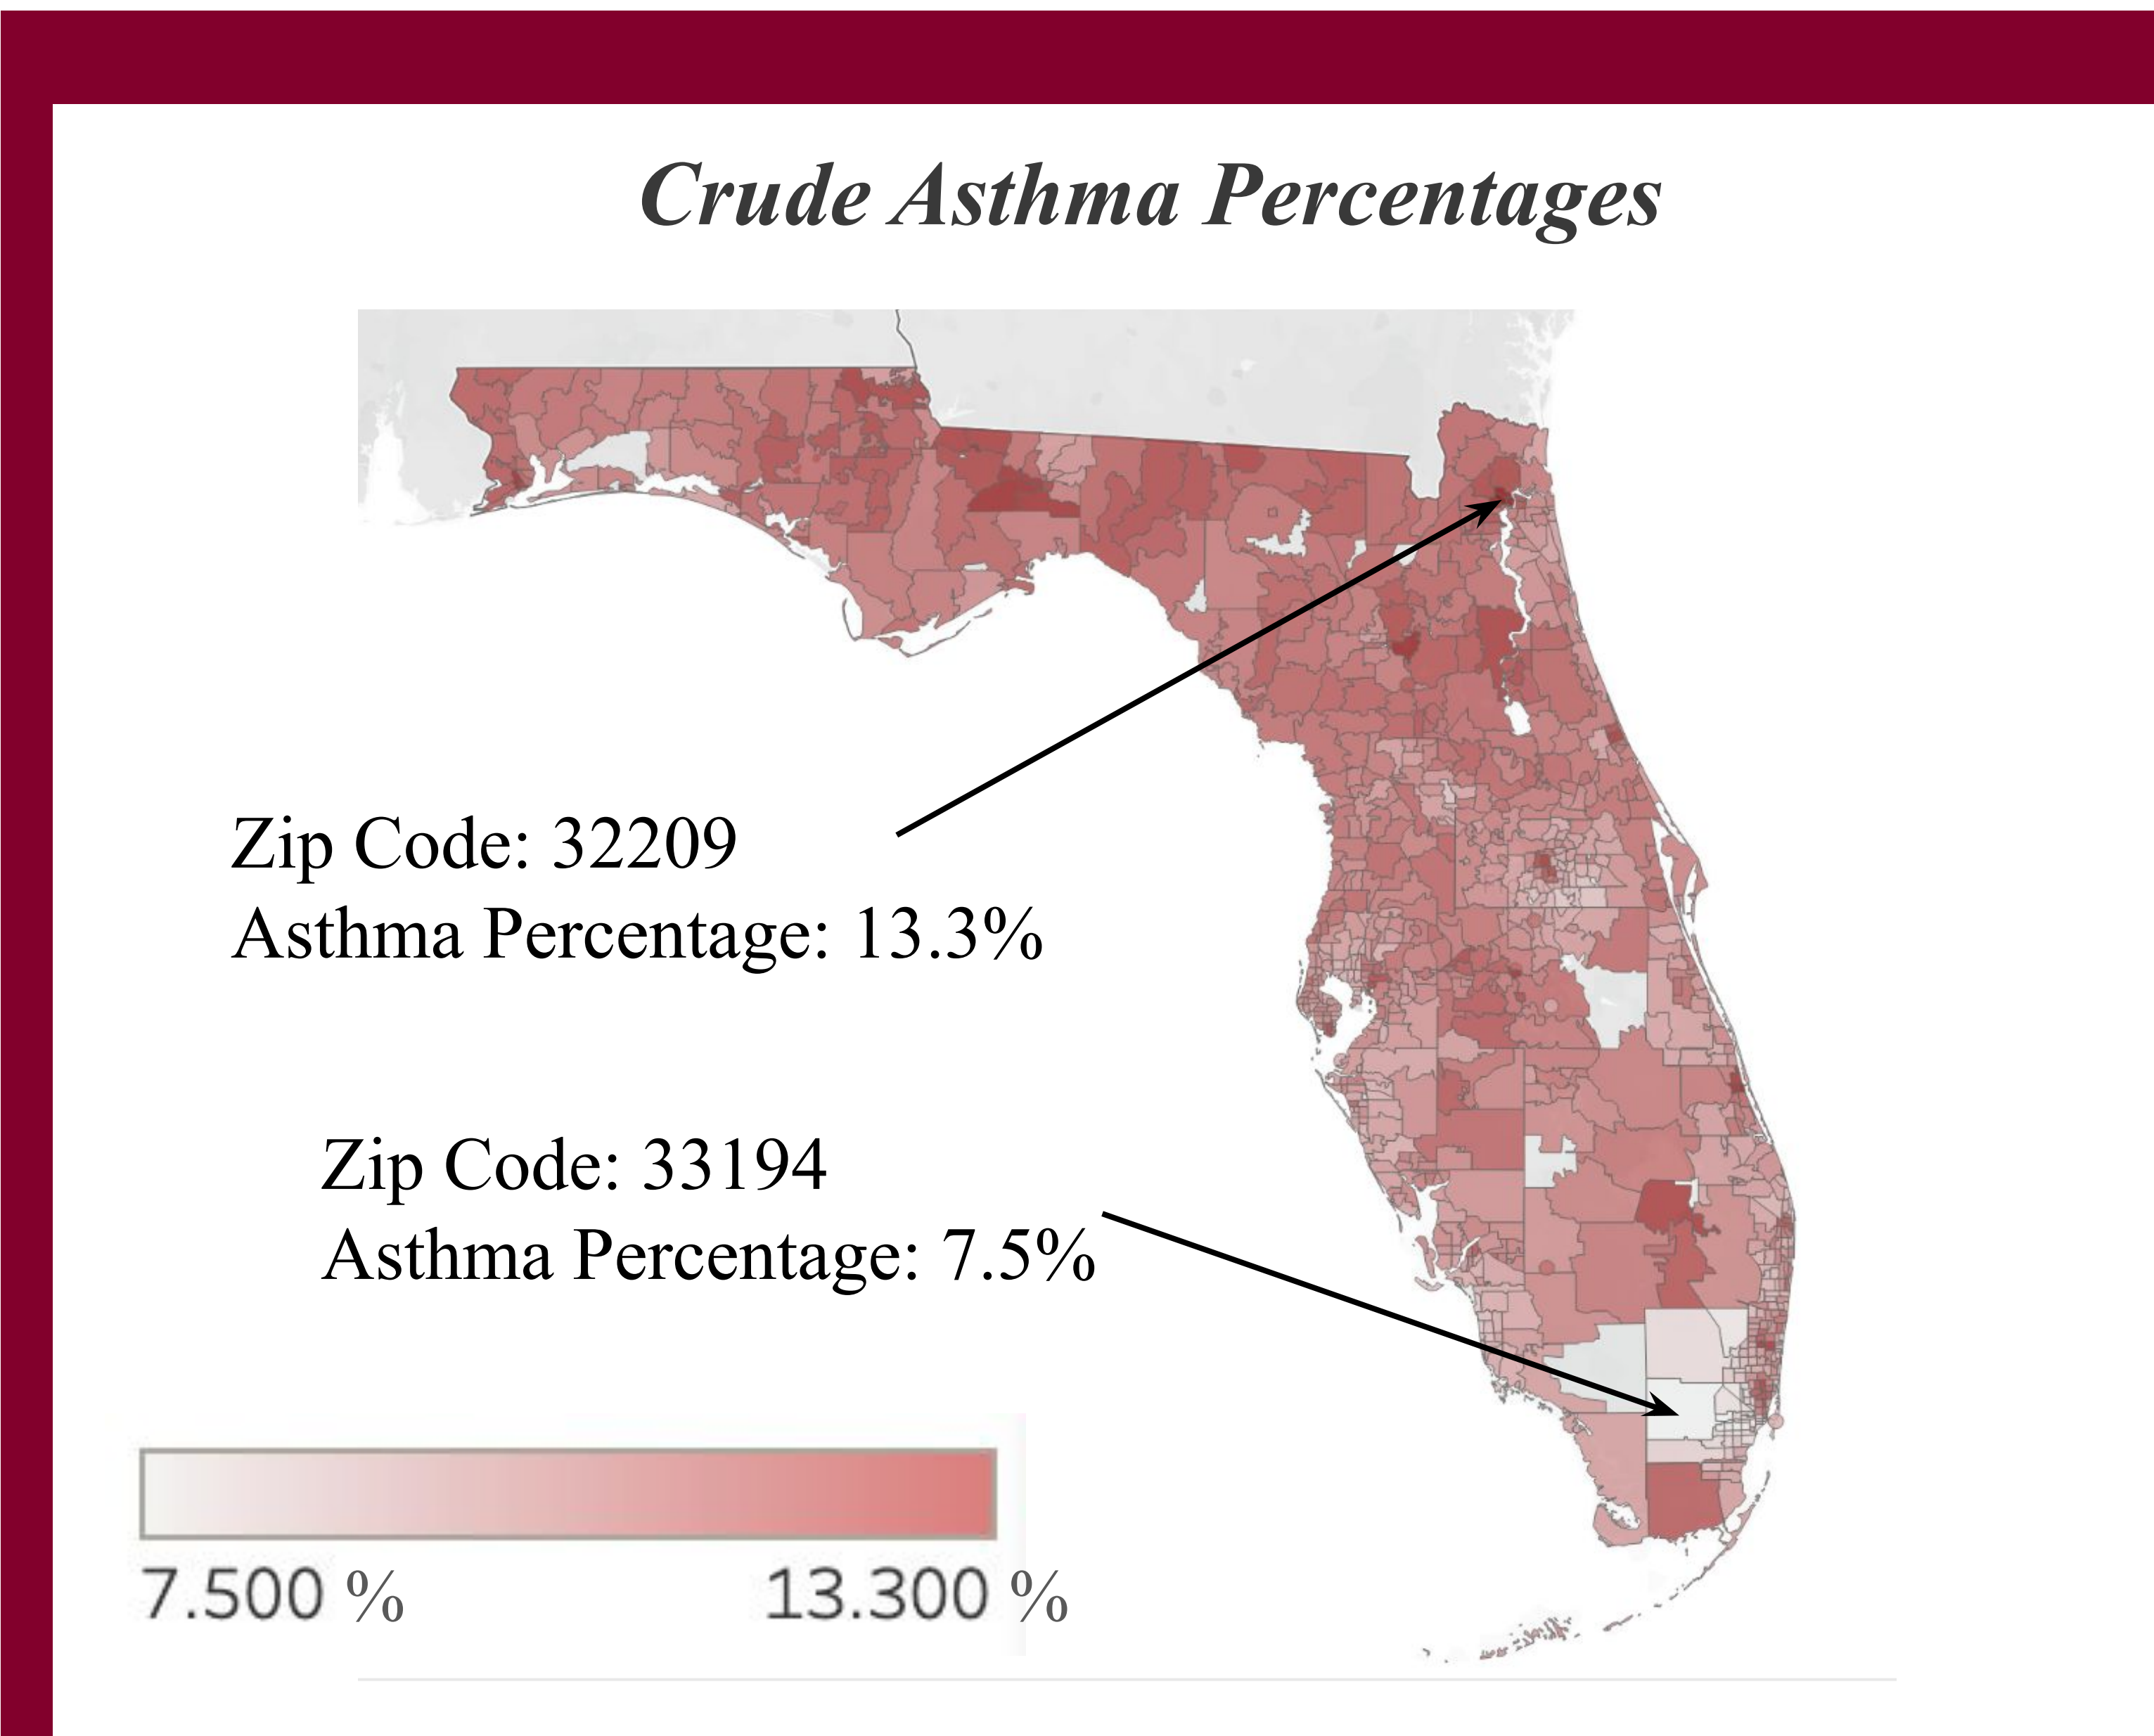 Crude Asthma Percentages
Zip Code: 32209
Asthma Percentage: 13.3%
Zip Code: 33194
Asthma Percentage: 7.5%
7.500 %
13.300 %